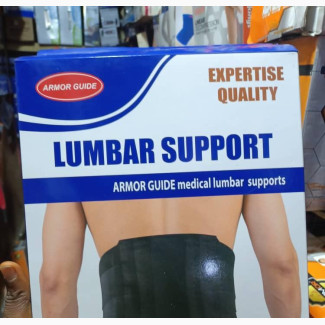 ARMOR GUIDE
EXPERTISE
QUALITY
LUMBAR SUPPORT
ARMOR GUIDE medical lumbar supports